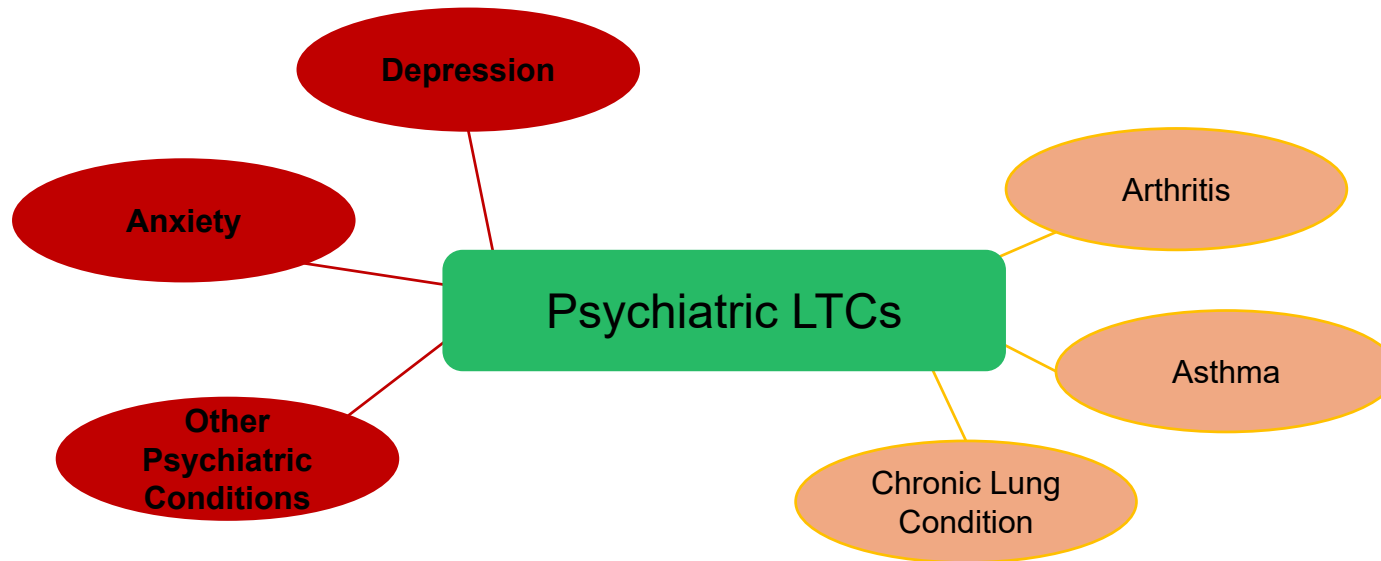 Depression
Anxiety
Arthritis
Psychiatric LTCs
Asthma
Other
Psychiatric
Conditions
Chronic Lung
Condition